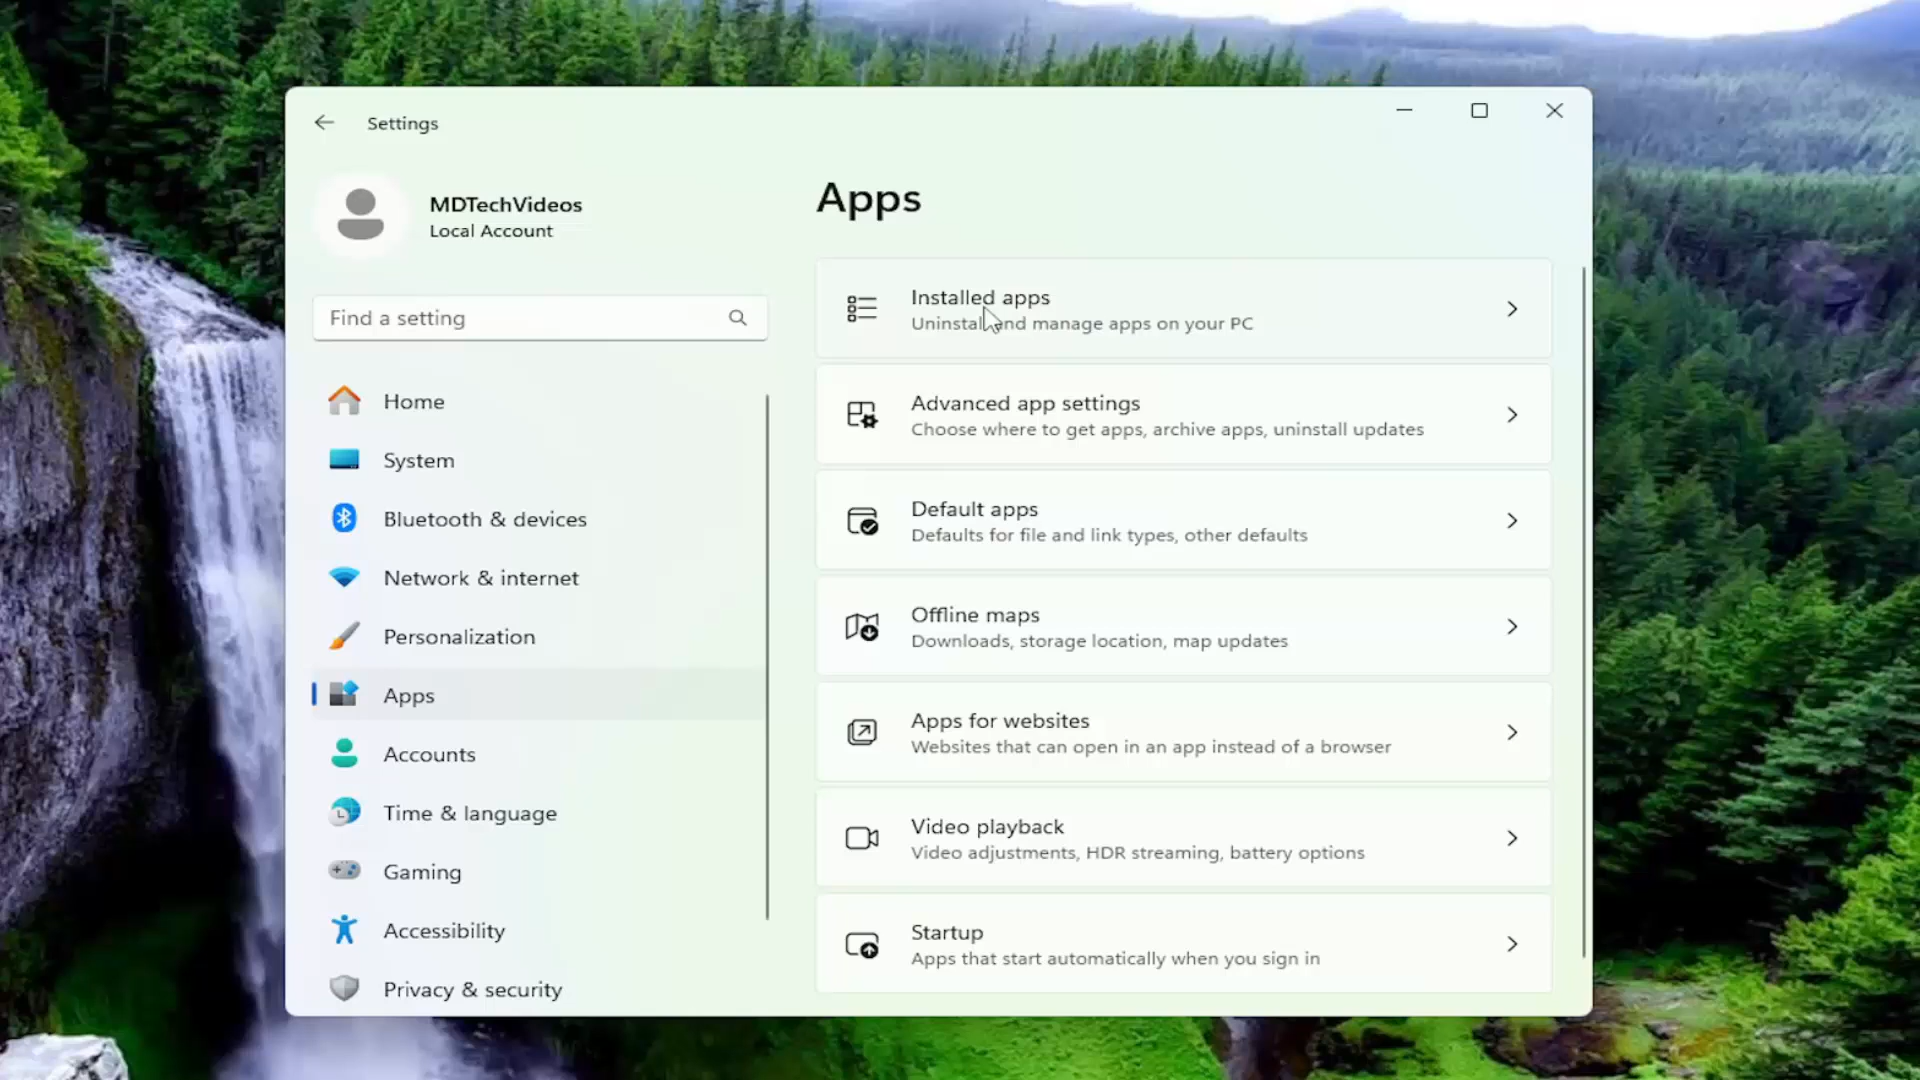 Settings
MDTechVideos
Local Account
Find a setting
Home
System
Bluetooth & devices
Network & internet
Personalization
Apps
Accounts
Time & language
Gaming
Accessibility
Privacy & security
Apps
Installed apps
Uninstall and manage apps on your PC
Advanced app settings
Choose where to get apps, archive apps, uninstall updates
Default apps
Defaults for file and link types, other defaults
Offline maps
Downloads, storage location, map updates
Apps for websites
Websites that can open in an app instead of a browser
Video playback
Video adjustments, HDR streaming, battery options
Startup
Apps that start automatically when you sign in